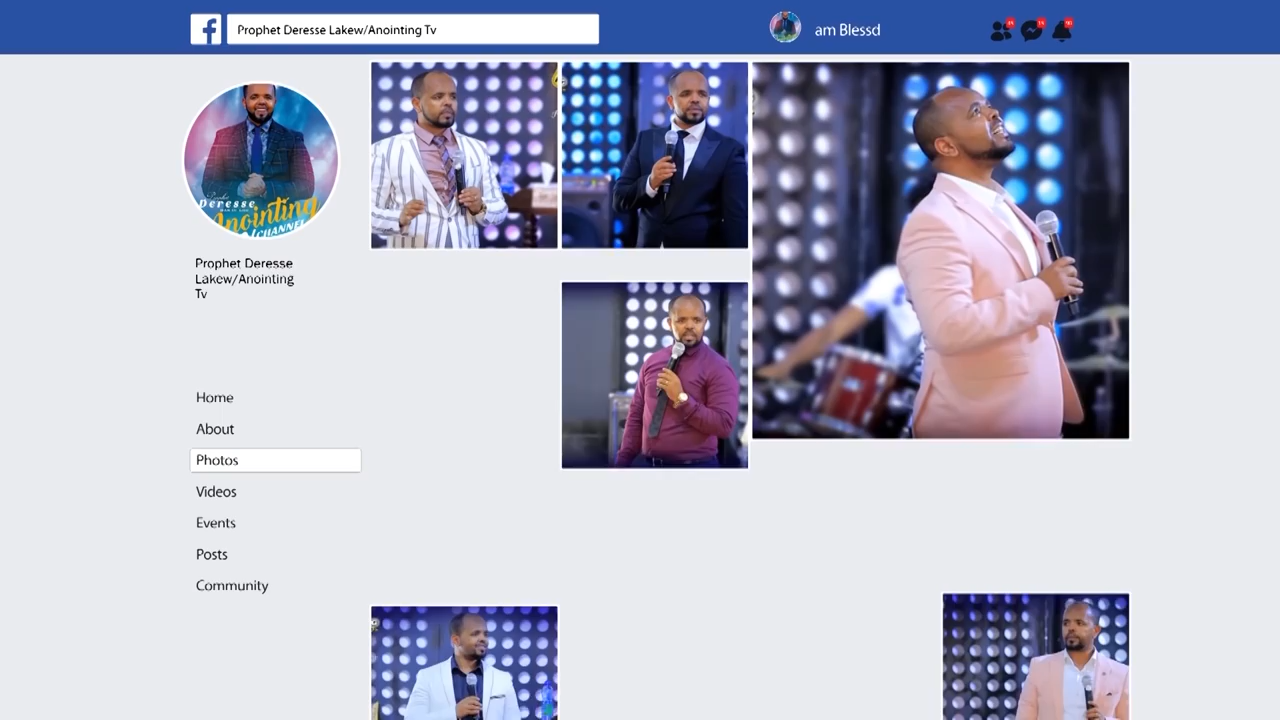 Prophet Deresse Lakew/Anointing Tv
am Blessd
Deresse
Anointing
CHANNEL
Prophet Deresse
Lakew/Anointing
Tv
Home
About
Photos
Videos
Events
Posts
Community